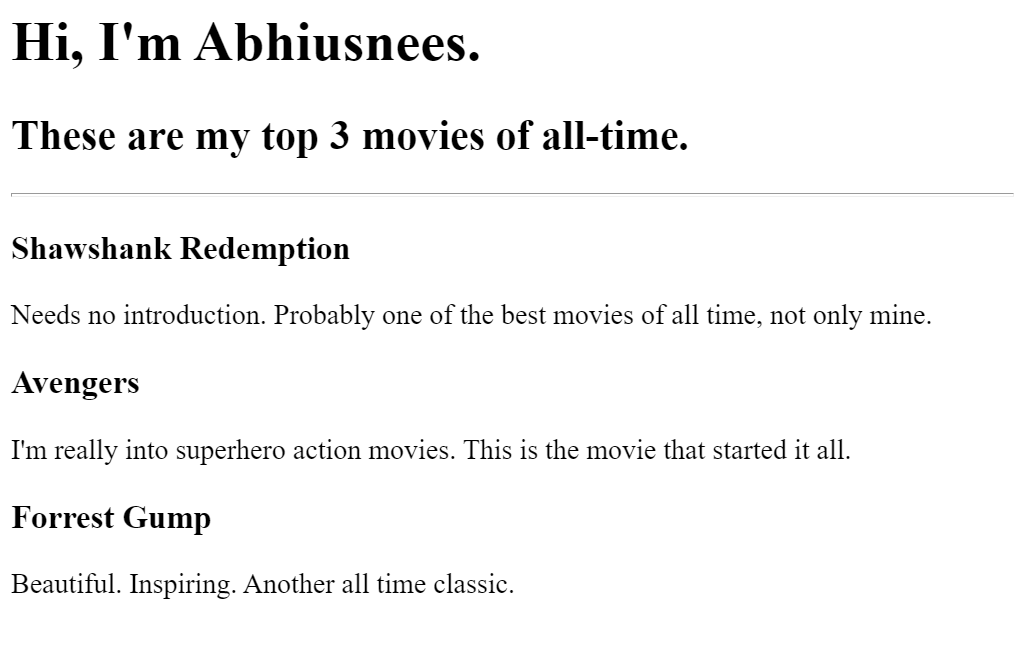 Hi, I'm Abhiusnees.
These are my top 3 movies of all-time.
Shawshank Redemption
Needs no introduction. Probably one of the best movies of all time, not only mine.
Avengers
I'm really into superhero action movies. This is the movie that started it all.
Forrest Gump
Beautiful. Inspiring. Another all time classic.